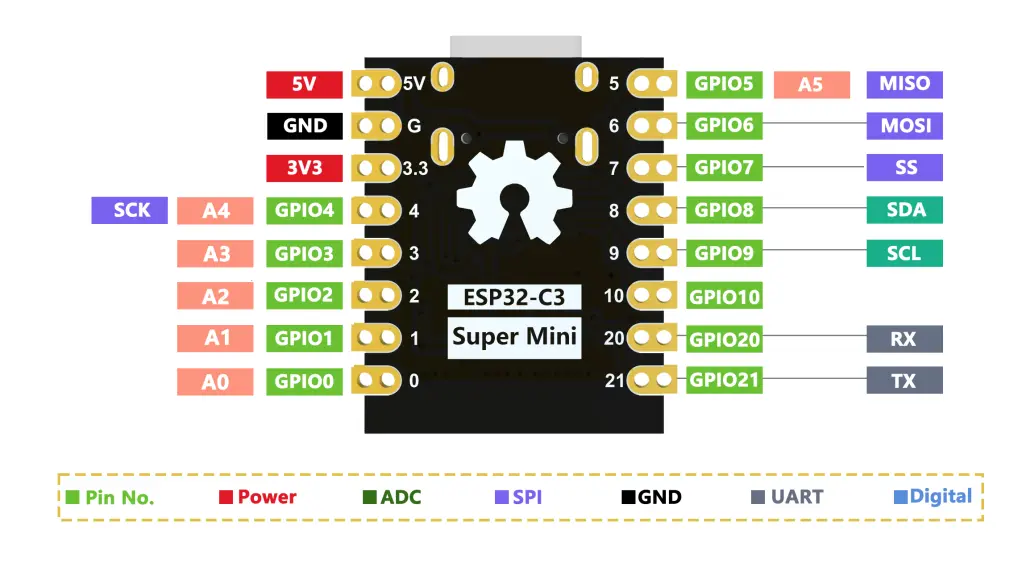 5V 5V 5 GPIO5 A5 MISO
GND G 6 GPIO6 MOSI
3V3 3.3 7 GPIO7 SS
SCK A4 GPIO4 4 8 GPIO8 SDA
A3 GPIO3 3 9 GPIO9 SCL
A2 GPIO2 2 ESP32-C3 10 GPIO10
A1 GPIO1 1 Super Mini 20 GPIO20 RX
A0 GPIO0 0 21 GPIO21 TX
Pin No. Power ADC SPI GND UART Digital